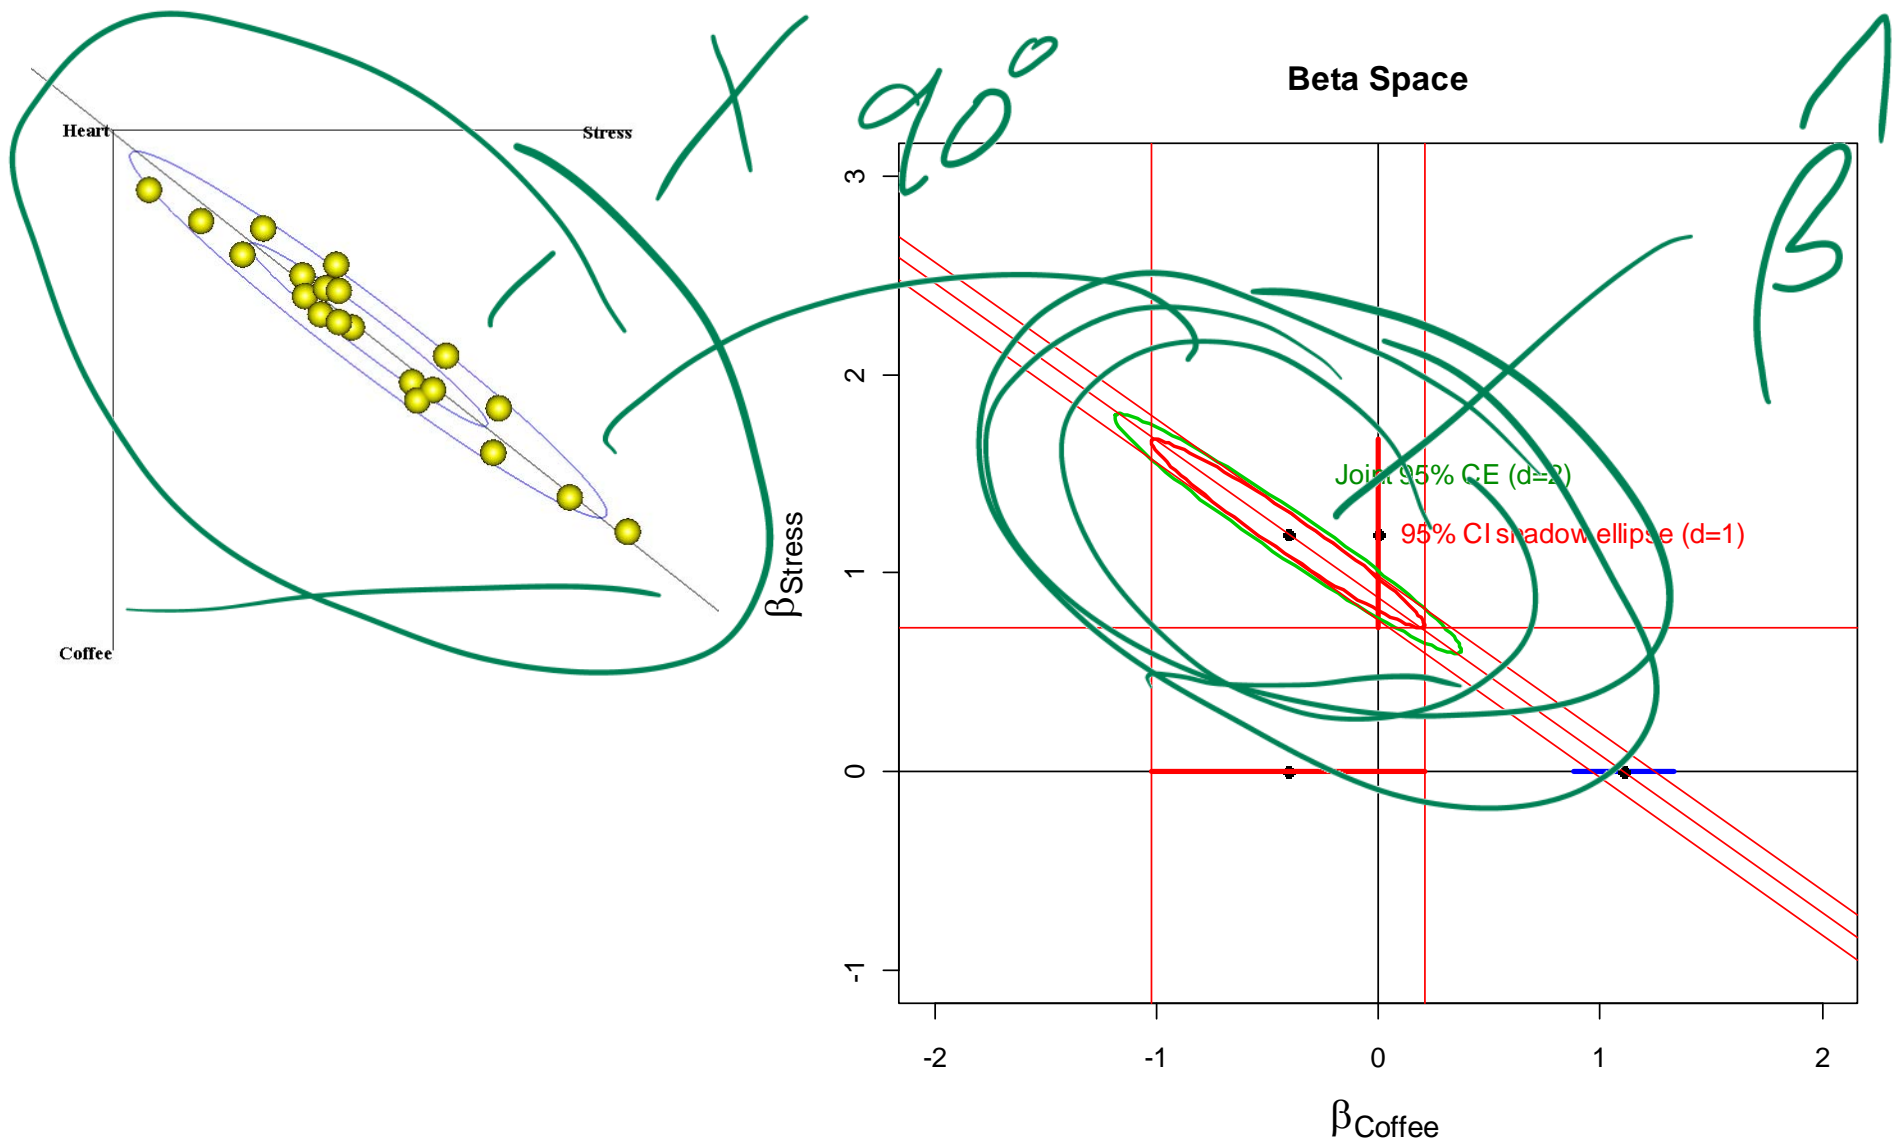 X
90°
β̂
Beta Space
Heart
Stress
Coffee
3
2
1
0
-1
βStress
Joint 95% CE (d=2)
95% CI shadow ellipse (d=1)
-2 -1 0 1 2
βCoffee